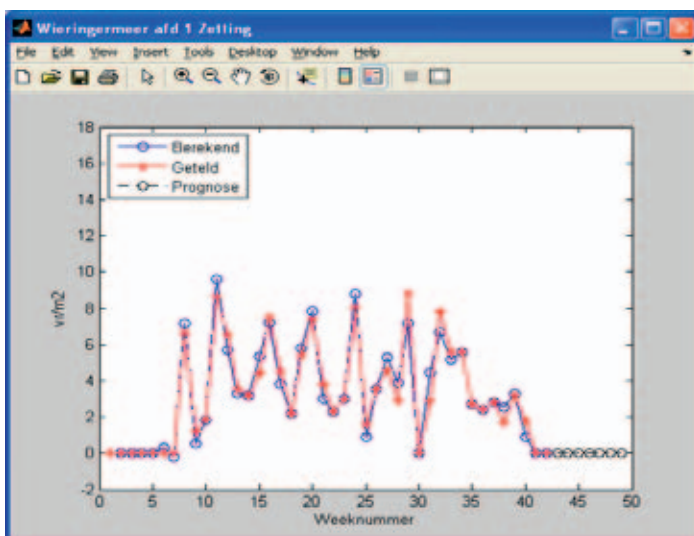 Wieringermeer afd 1 Zetting
File Edit View Insert Tools Desktop Window Help
18
16
14
12
10
8
6
4
2
0
-2
vr/m2
Berekend
Geteld
Prognose
0 5 10 15 20 25 30 35 40 45 50
Weeknummer